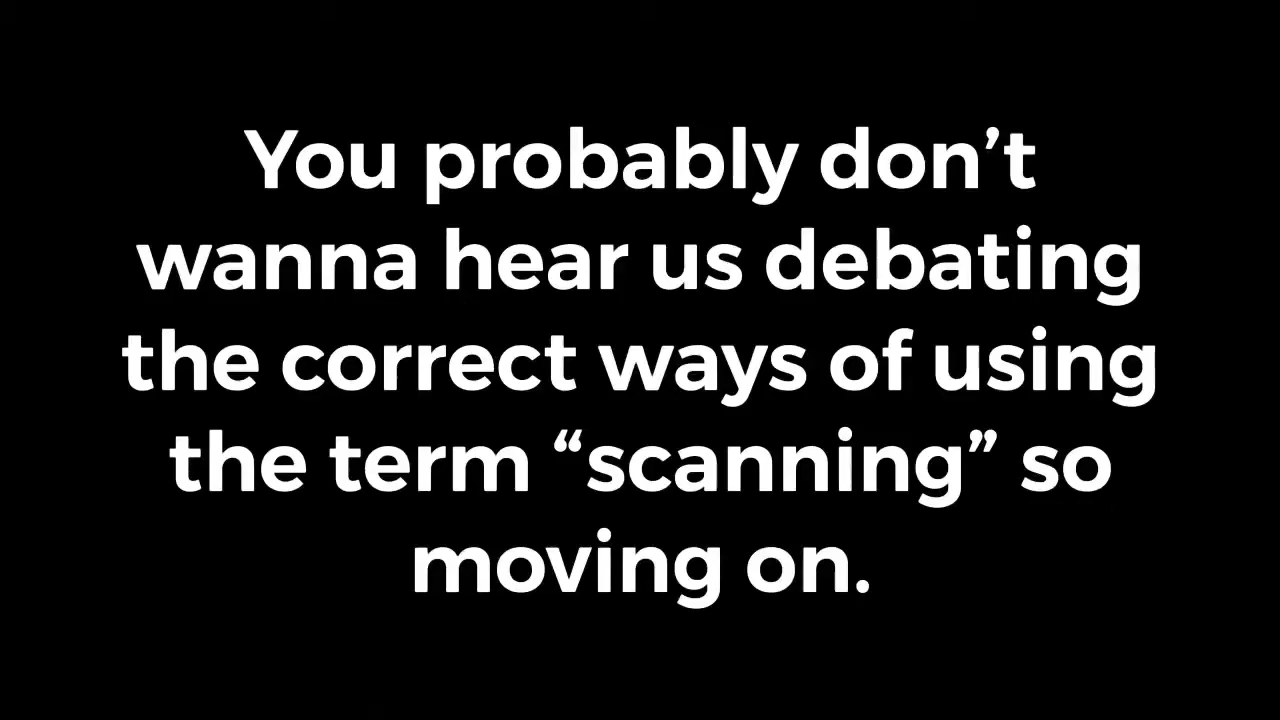 You probably don’t
wanna hear us debating
the correct ways of using
the term “scanning” so
moving on.